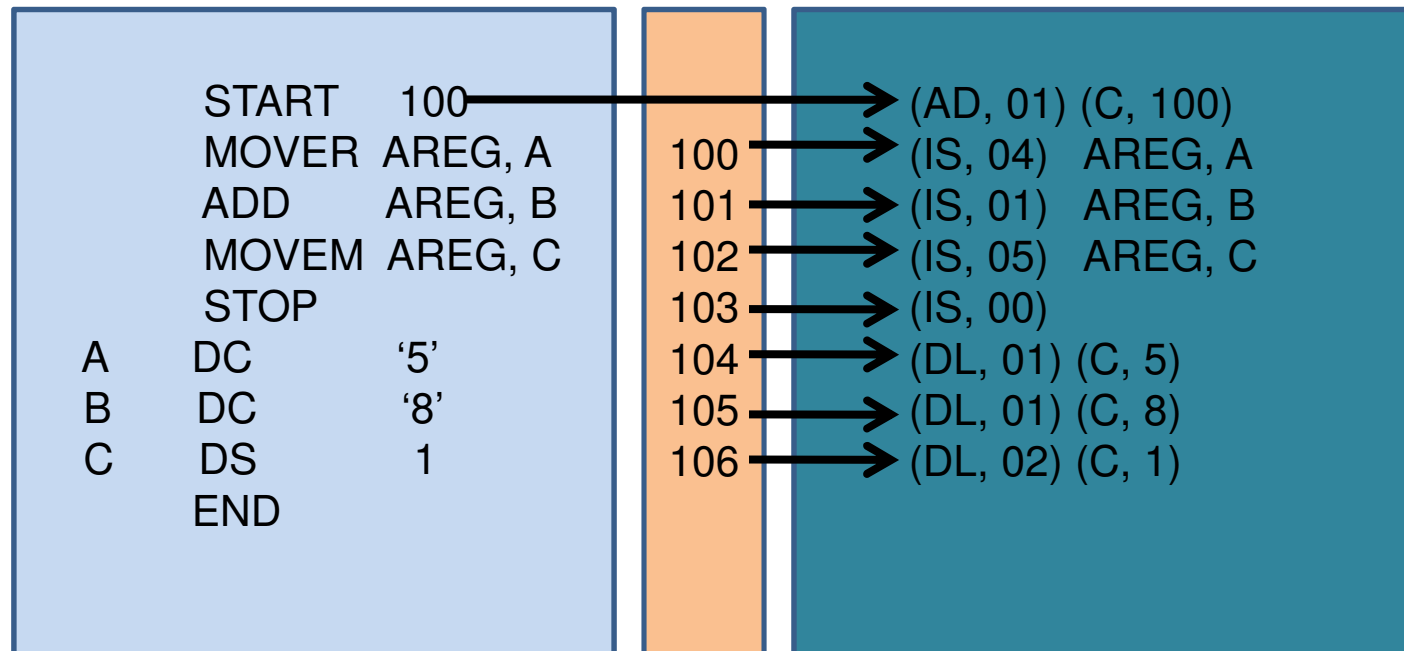 START 100 (AD, 01) (C, 100)
MOVER AREG, A 100 (IS, 04) AREG, A
ADD AREG, B 101 (IS, 01) AREG, B
MOVEM AREG, C 102 (IS, 05) AREG, C
STOP 103 (IS, 00)
A DC ‘5’ 104 (DL, 01) (C, 5)
B DC ‘8’ 105 (DL, 01) (C, 8)
C DS 1 106 (DL, 02) (C, 1)
END